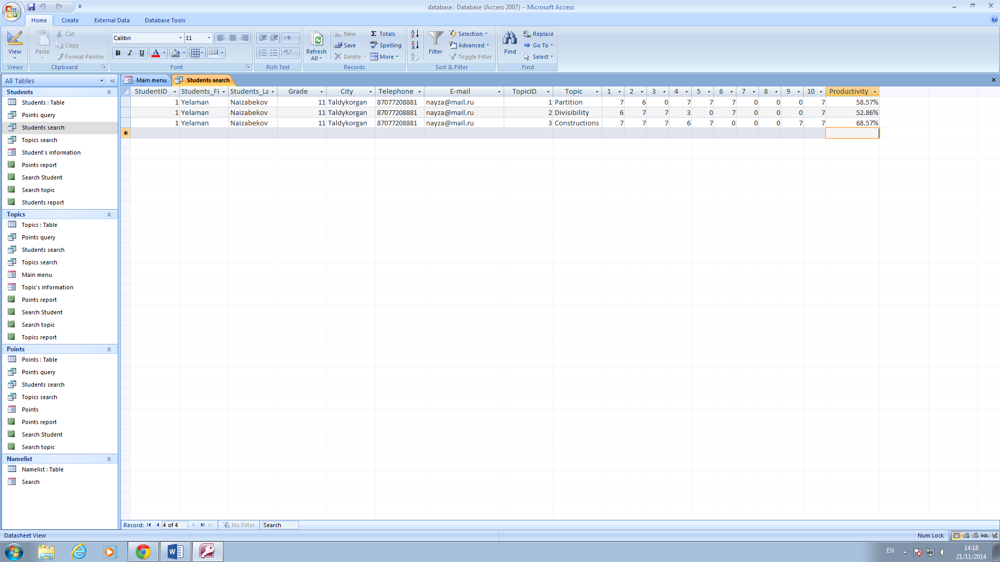 database : Database (Access 2007) - Microsoft Access
Home Create External Data Database Tools
View
Views
Paste
Cut
Copy
Format Painter
Clipboard
Calibri 11
B I U A
Font
Rich Text
Refresh All
New
Save
Delete
Totals
Spelling
More
Records
Filter
Selection
Advanced
Toggle Filter
Sort & Filter
Find
Replace
Go To
Select
Find
All Tables
Students
Students : Table
Points query
Students search
Topics search
Student's information
Points report
Search Student
Search topic
Students report
Topics
Topics : Table
Points query
Students search
Topics search
Main menu
Topic's information
Points report
Search Student
Search topic
Topics report
Points
Points : Table
Points query
Students search
Topics search
Points
Points report
Search Student
Search topic
Namelist
Namelist : Table
Search
Main menu Students search
StudentID Students_Fi Students_La Grade City Telephone E-mail TopicID Topic 1 2 3 4 5 6 7 8 9 10 Productivity
1 Yelaman Naizabekov 11 Taldykorgan 87077208881 nayza@mail.ru 1 Partition 7 6 0 7 7 7 0 0 0 7 58.57%
1 Yelaman Naizabekov 11 Taldykorgan 87077208881 nayza@mail.ru 2 Divisibility 6 7 7 3 0 7 0 0 0 7 52.86%
1 Yelaman Naizabekov 11 Taldykorgan 87077208881 nayza@mail.ru 3 Constructions 7 7 7 6 7 0 0 0 7 7 68.57%
Record: 4 of 4 No Filter Search
Datasheet View Num Lock SQL
EN
14:18
21/11/2014